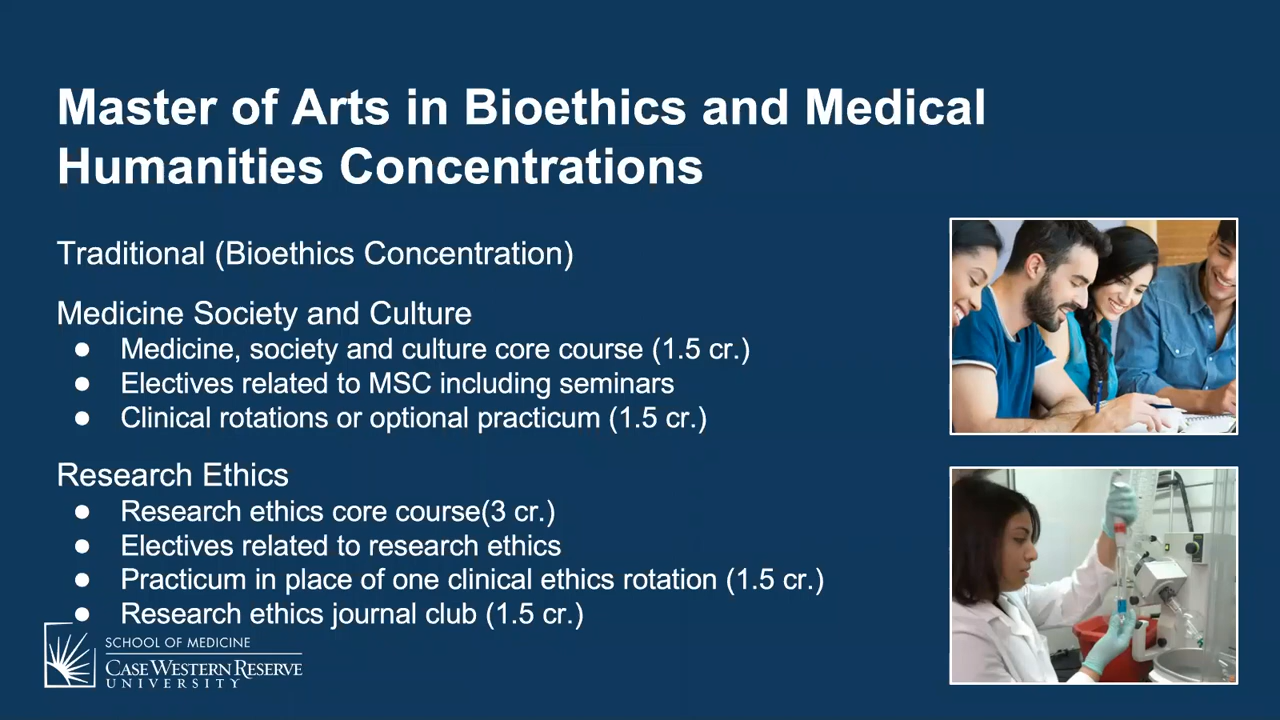 Master of Arts in Bioethics and Medical
Humanities Concentrations
Traditional (Bioethics Concentration)
Medicine Society and Culture
● Medicine, society and culture core course (1.5 cr.)
● Electives related to MSC including seminars
● Clinical rotations or optional practicum (1.5 cr.)
Research Ethics
● Research ethics core course(3 cr.)
● Electives related to research ethics
● Practicum in place of one clinical ethics rotation (1.5 cr.)
● Research ethics journal club (1.5 cr.)
SCHOOL OF MEDICINE
CASE WESTERN RESERVE
UNIVERSITY